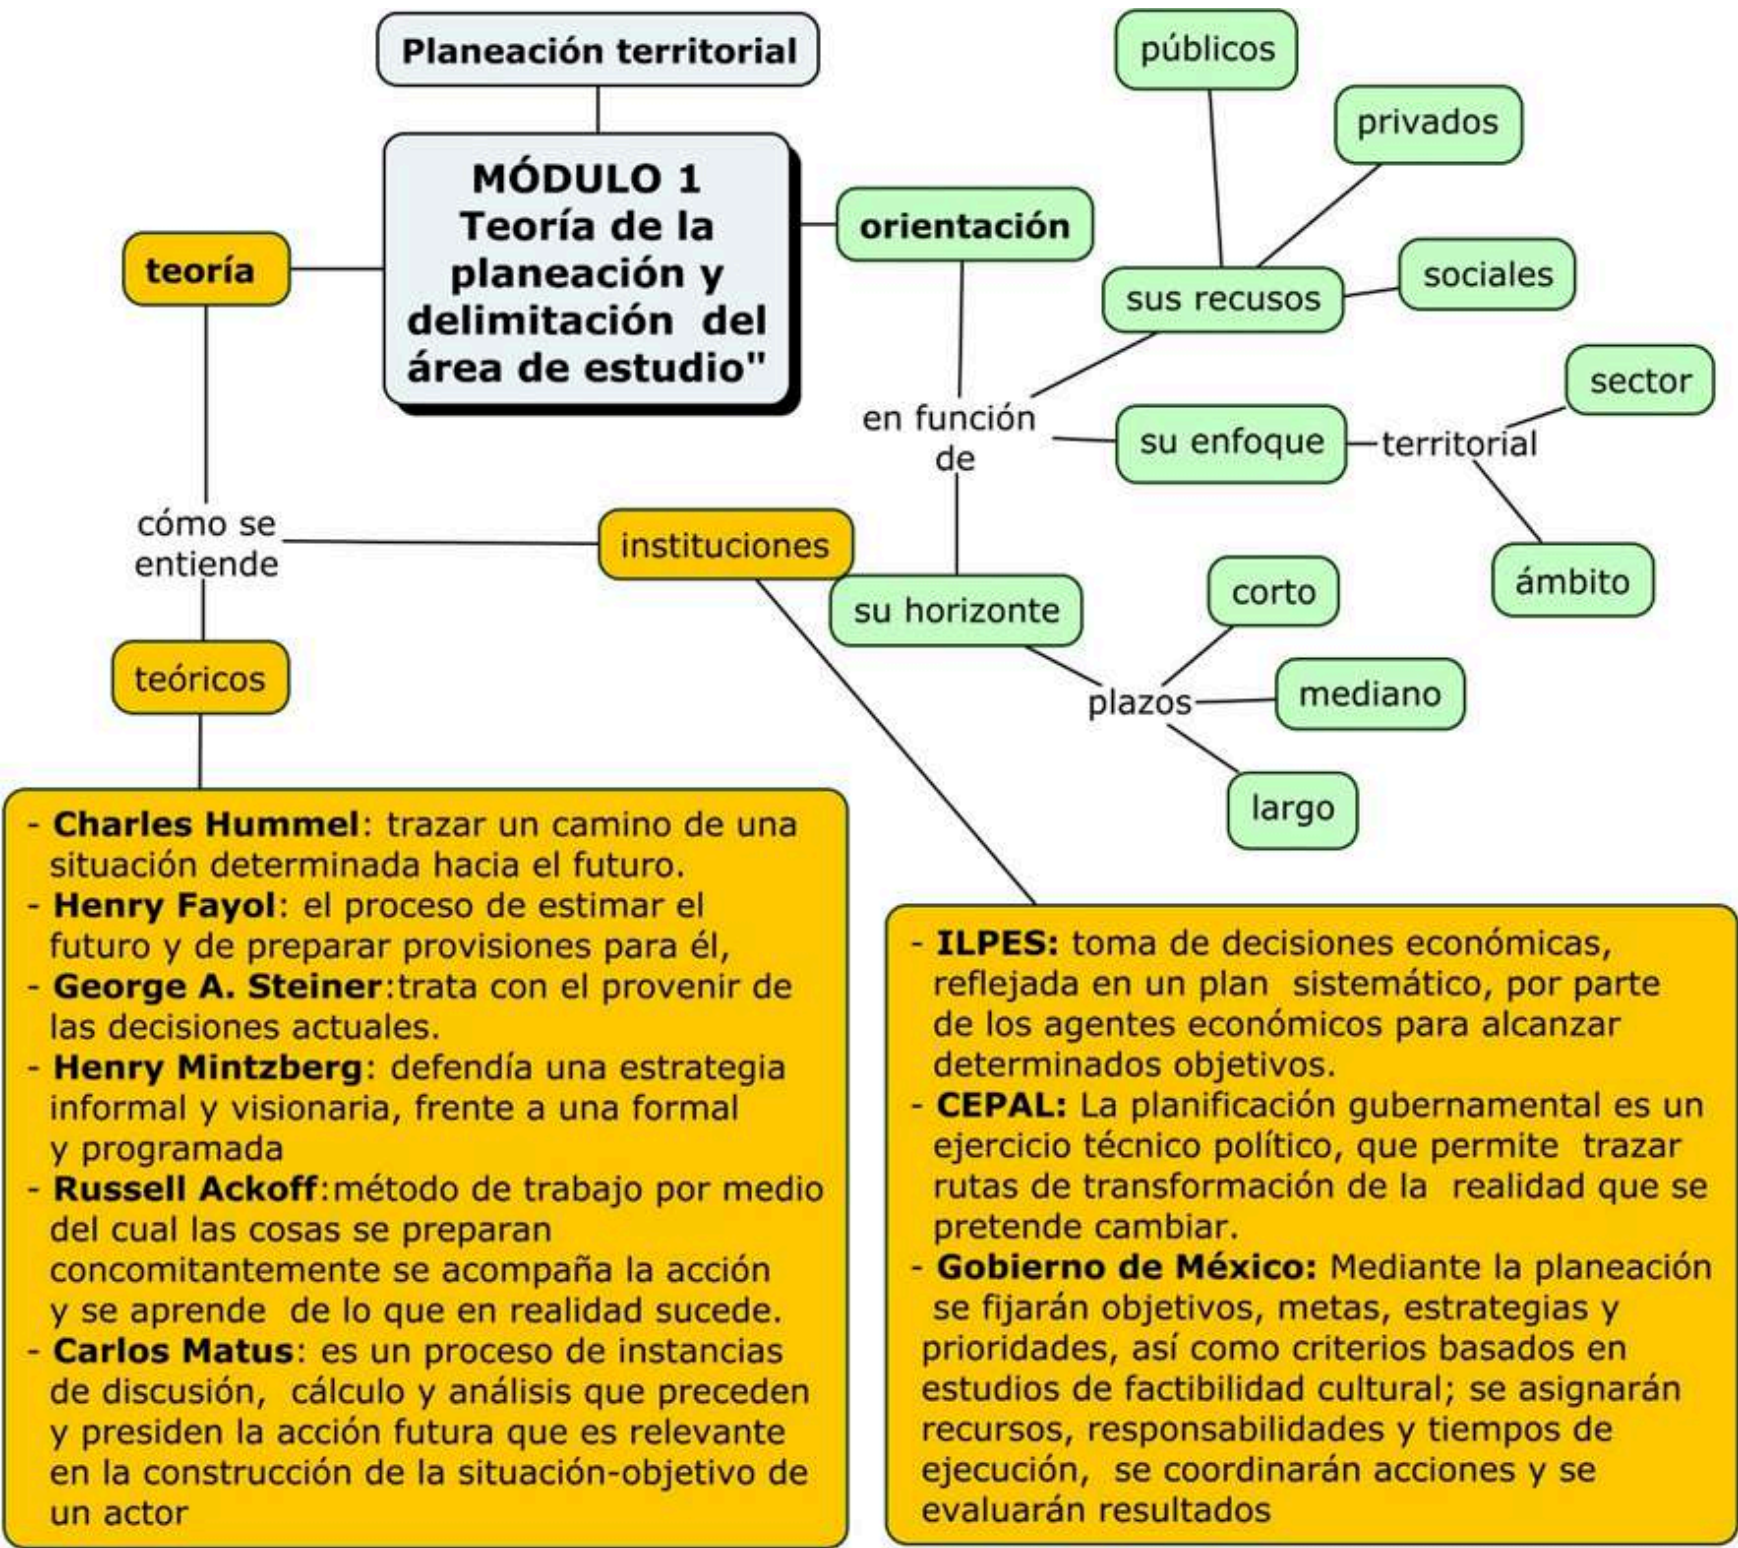 Planeación territorial
MÓDULO 1
Teoría de la
planeación y
delimitación del
área de estudio"
teoría
cómo se
entiende
teóricos
- Charles Hummel: trazar un camino de una
situación determinada hacia el futuro.
- Henry Fayol: el proceso de estimar el
futuro y de preparar provisiones para él,
- George A. Steiner:trata con el provenir de
las decisiones actuales.
- Henry Mintzberg: defendía una estrategia
informal y visionaria, frente a una formal
y programada
- Russell Ackoff:método de trabajo por medio
del cual las cosas se preparan
concomitantemente se acompaña la acción
y se aprende de lo que en realidad sucede.
- Carlos Matus: es un proceso de instancias
de discusión, cálculo y análisis que preceden
y presiden la acción futura que es relevante
en la construcción de la situación-objetivo de
un actor
instituciones
- ILPES: toma de decisiones económicas,
reflejada en un plan sistemático, por parte
de los agentes económicos para alcanzar
determinados objetivos.
- CEPAL: La planificación gubernamental es un
ejercicio técnico político, que permite trazar
rutas de transformación de la realidad que se
pretende cambiar.
- Gobierno de México: Mediante la planeación
se fijarán objetivos, metas, estrategias y
prioridades, así como criterios basados en
estudios de factibilidad cultural; se asignarán
recursos, responsabilidades y tiempos de
ejecución, se coordinarán acciones y se
evaluarán resultados
orientación
en función
de
sus recusos
públicos
privados
sociales
su enfoque
territorial
sector
ámbito
su horizonte
plazos
corto
mediano
largo